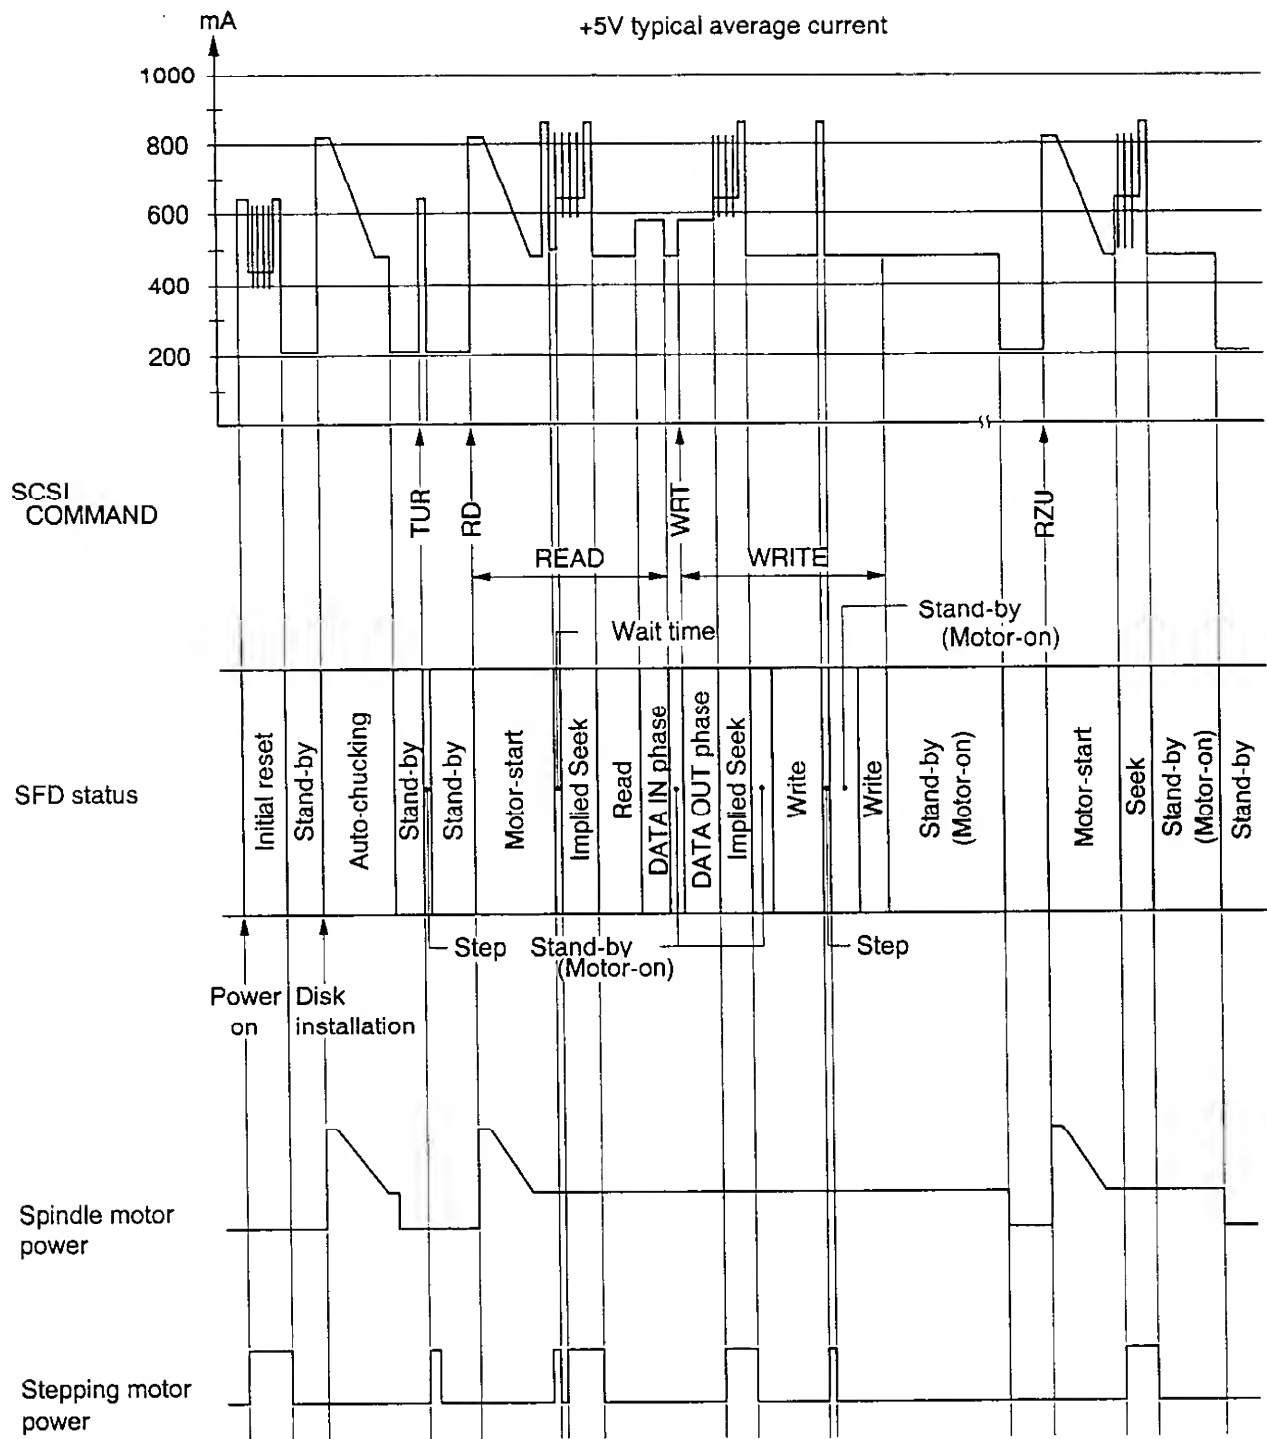 mA
+5V typical average current
1000
800
600
400
200
SCSI
COMMAND
TUR
RD
WRT
RZU
READ
WRITE
Wait time
Stand-by
(Motor-on)
SFD status
Initial reset
Stand-by
Auto-chucking
Stand-by
Stand-by
Motor-start
Implied Seek
Read
DATA IN phase
DATA OUT phase
Implied Seek
Write
Write
Stand-by
(Motor-on)
Motor-start
Seek
Stand-by
(Motor-on)
Stand-by
Step
Stand-by
(Motor-on)
Step
Power
on
Disk
installation
Spindle motor
power
Stepping motor
power